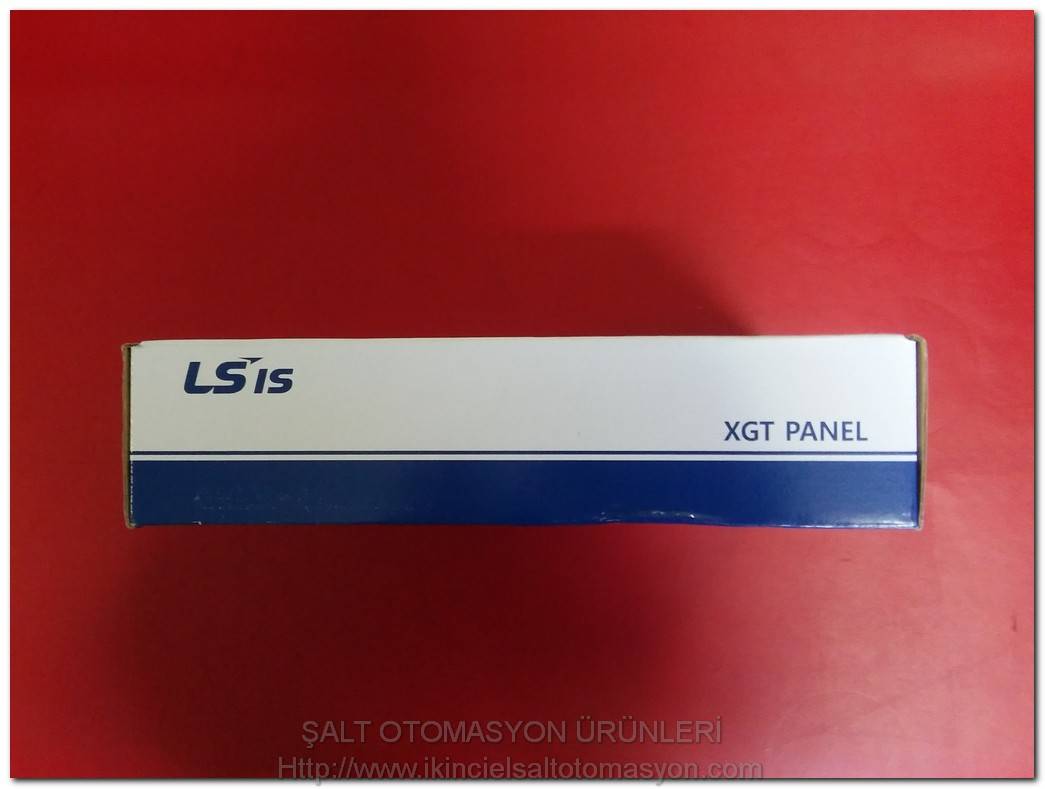 LS IS
XGT PANEL
ŞALT OTOMASYON ÜRÜNLERİ
Http://www.ikincielsaltotomasyon.com